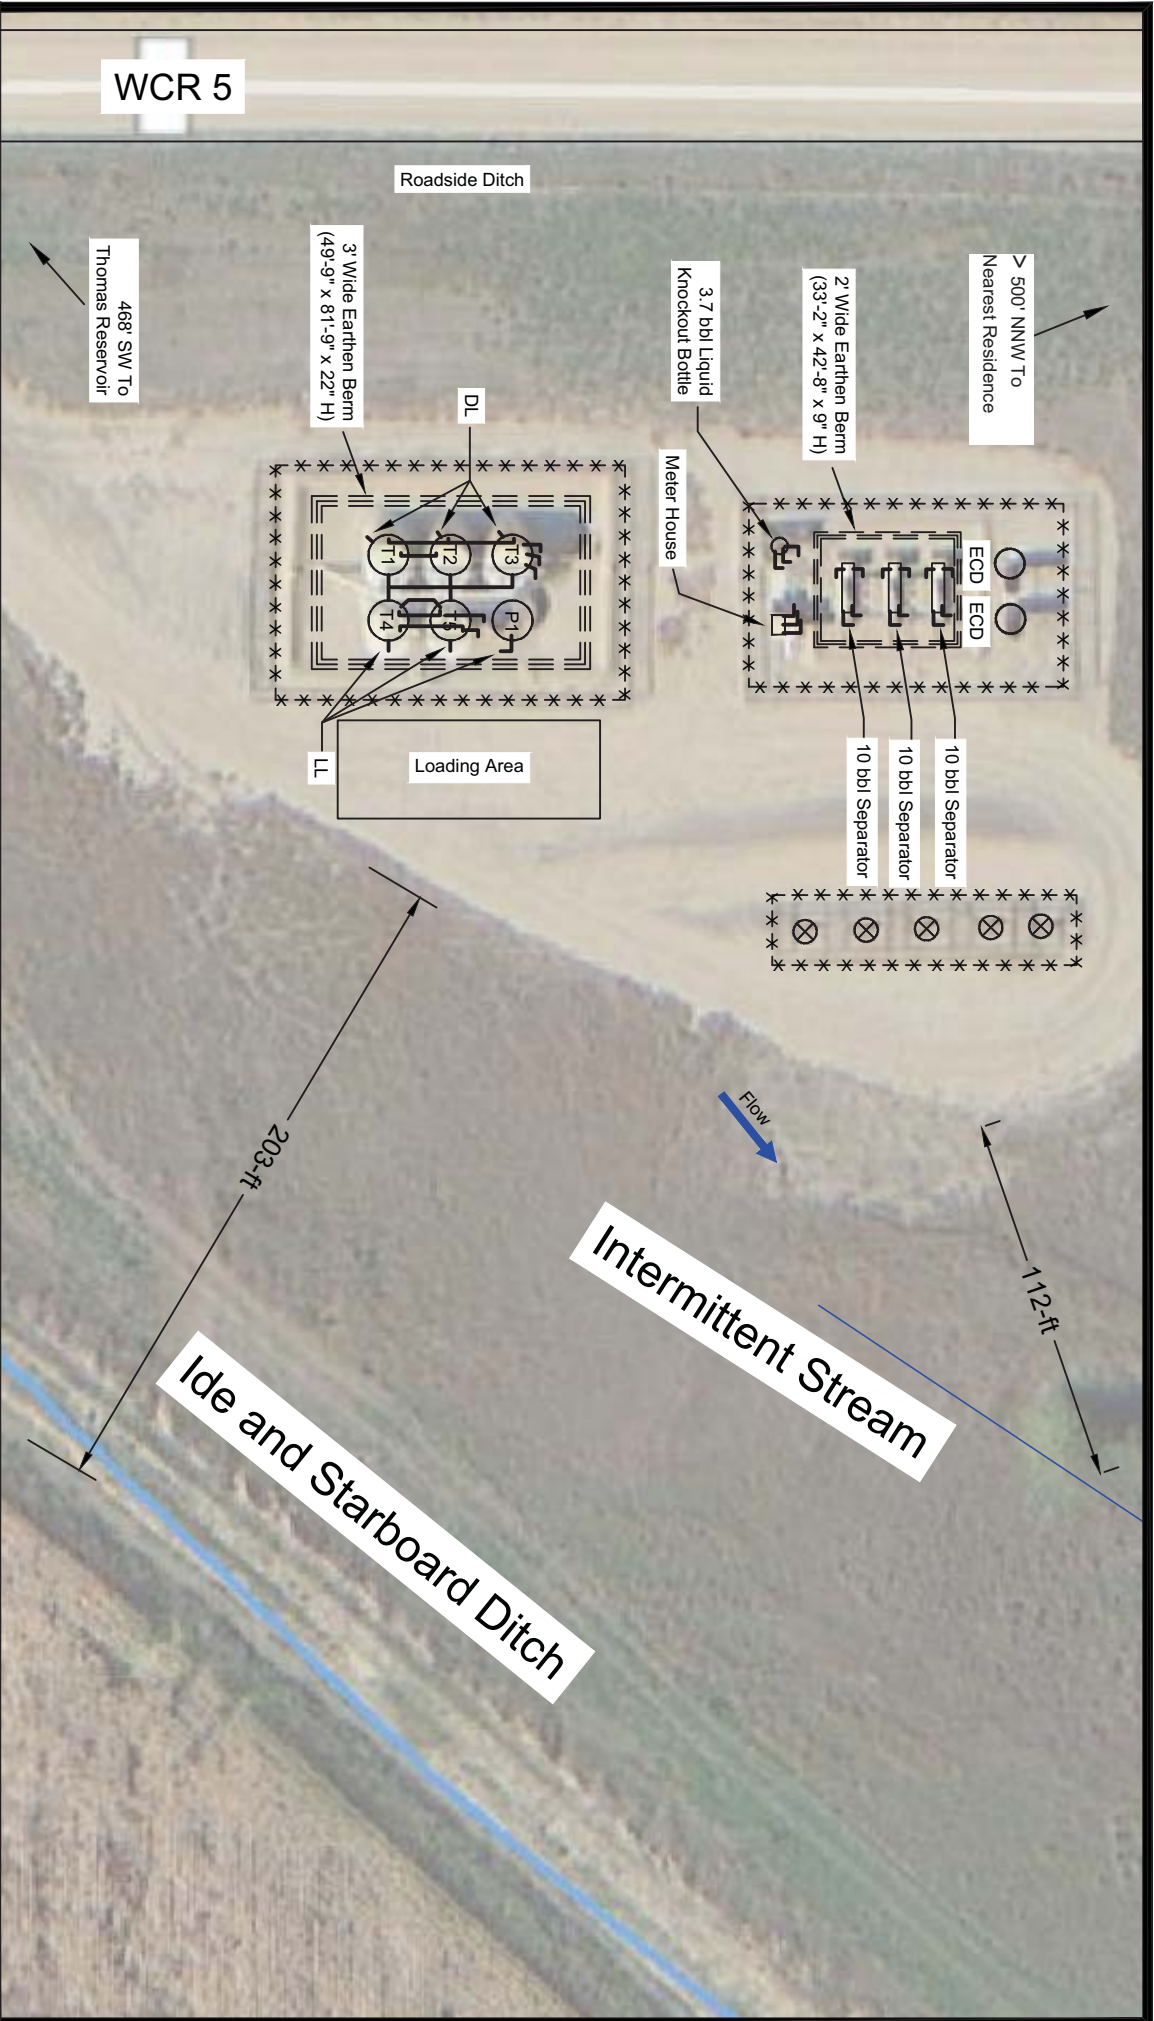 WCR 5
Roadside Ditch
468' SW To
Thomas Reservoir
3' Wide Earthen Berm
(49'-9" x 81'-9" x 22" H)
DL
3.7 bbl Liquid
Knockout Bottle
Meter House
2' Wide Earthen Berm
(33'-2" x 42'-8" x 9" H)
> 500' NNW To
Nearest Residence
ECD
ECD
T1
T2
T3
T4
T5
P1
LL
Loading Area
10 bbl Separator
10 bbl Separator
10 bbl Separator
Flow
203-ft
112-ft
Intermittent Stream
Ide and Starboard Ditch